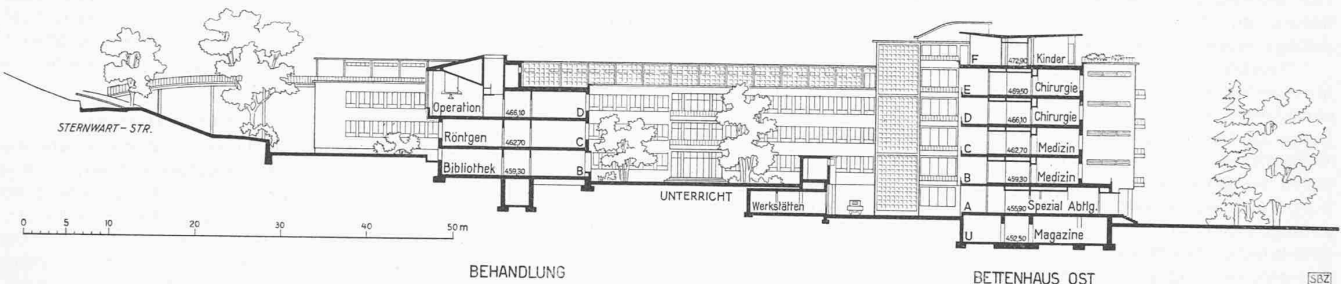 STERNWART-STR.
Operation
466,10
D
Röntgen
462,70
C
Bibliothek
459,30
B
UNTERRICHT
Werkstätten
F
472,90
Kinder
E
469,50
Chirurgie
D
466,10
Chirurgie
C
462,70
Medizin
B
459,30
Medizin
A
455,90
Spezial Abtlg.
U
452,50
Magazine
0 5 10 20 30 40 50 m
BEHANDLUNG
BETTENHAUS OST
SBZ